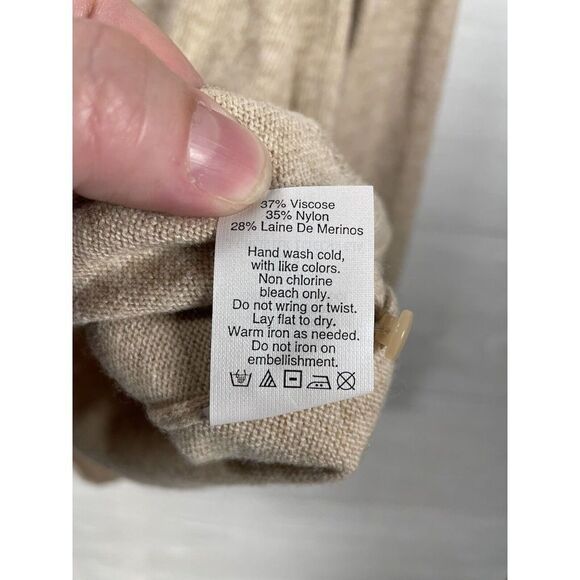 37% Viscose
35% Nylon
28% Laine De Merinos
Hand wash cold,
with like colors.
Non chlorine
bleach only.
Do not wring or twist.
Lay flat to dry.
Warm iron as needed.
Do not iron on
embellishment.